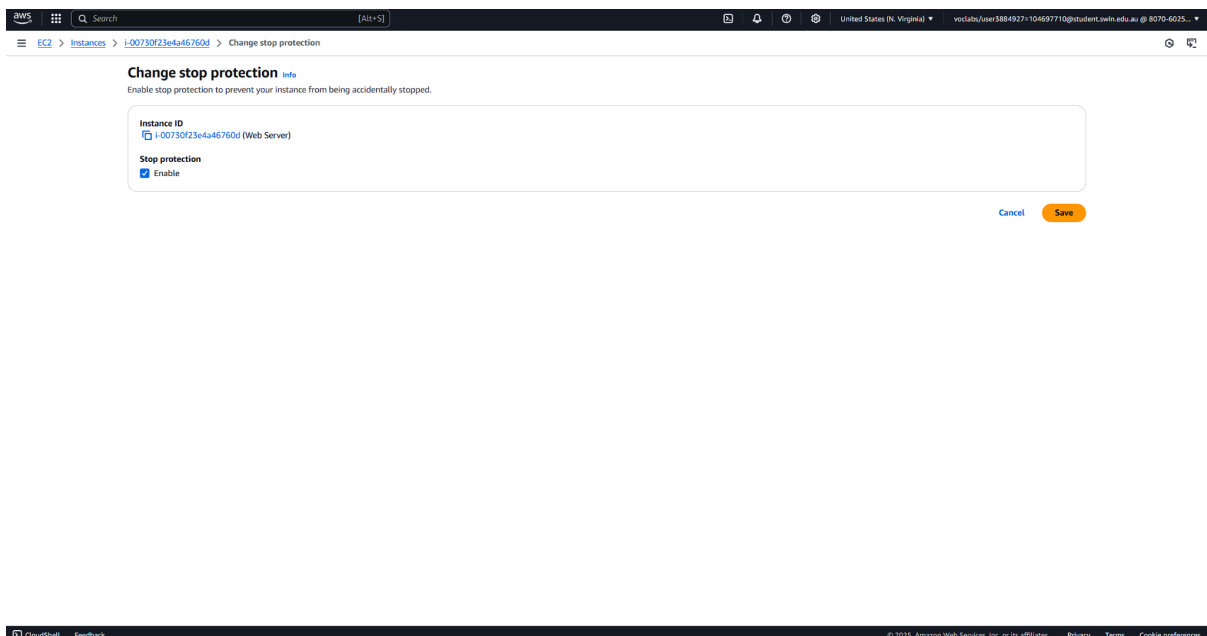 aws Search [Alt+S] United States (N. Virginia) voclabs/user3884927=104697710@student.swin.edu.au @ 8070-6025...
EC2 > Instances > i-00730f23e4a46760d > Change stop protection
Change stop protection Info
Enable stop protection to prevent your instance from being accidentally stopped.
Instance ID
i-00730f23e4a46760d (Web Server)
Stop protection
Enable
Cancel Save
CloudShell Feedback © 2025, Amazon Web Services, Inc. or its affiliates. Privacy Terms Cookie preferences